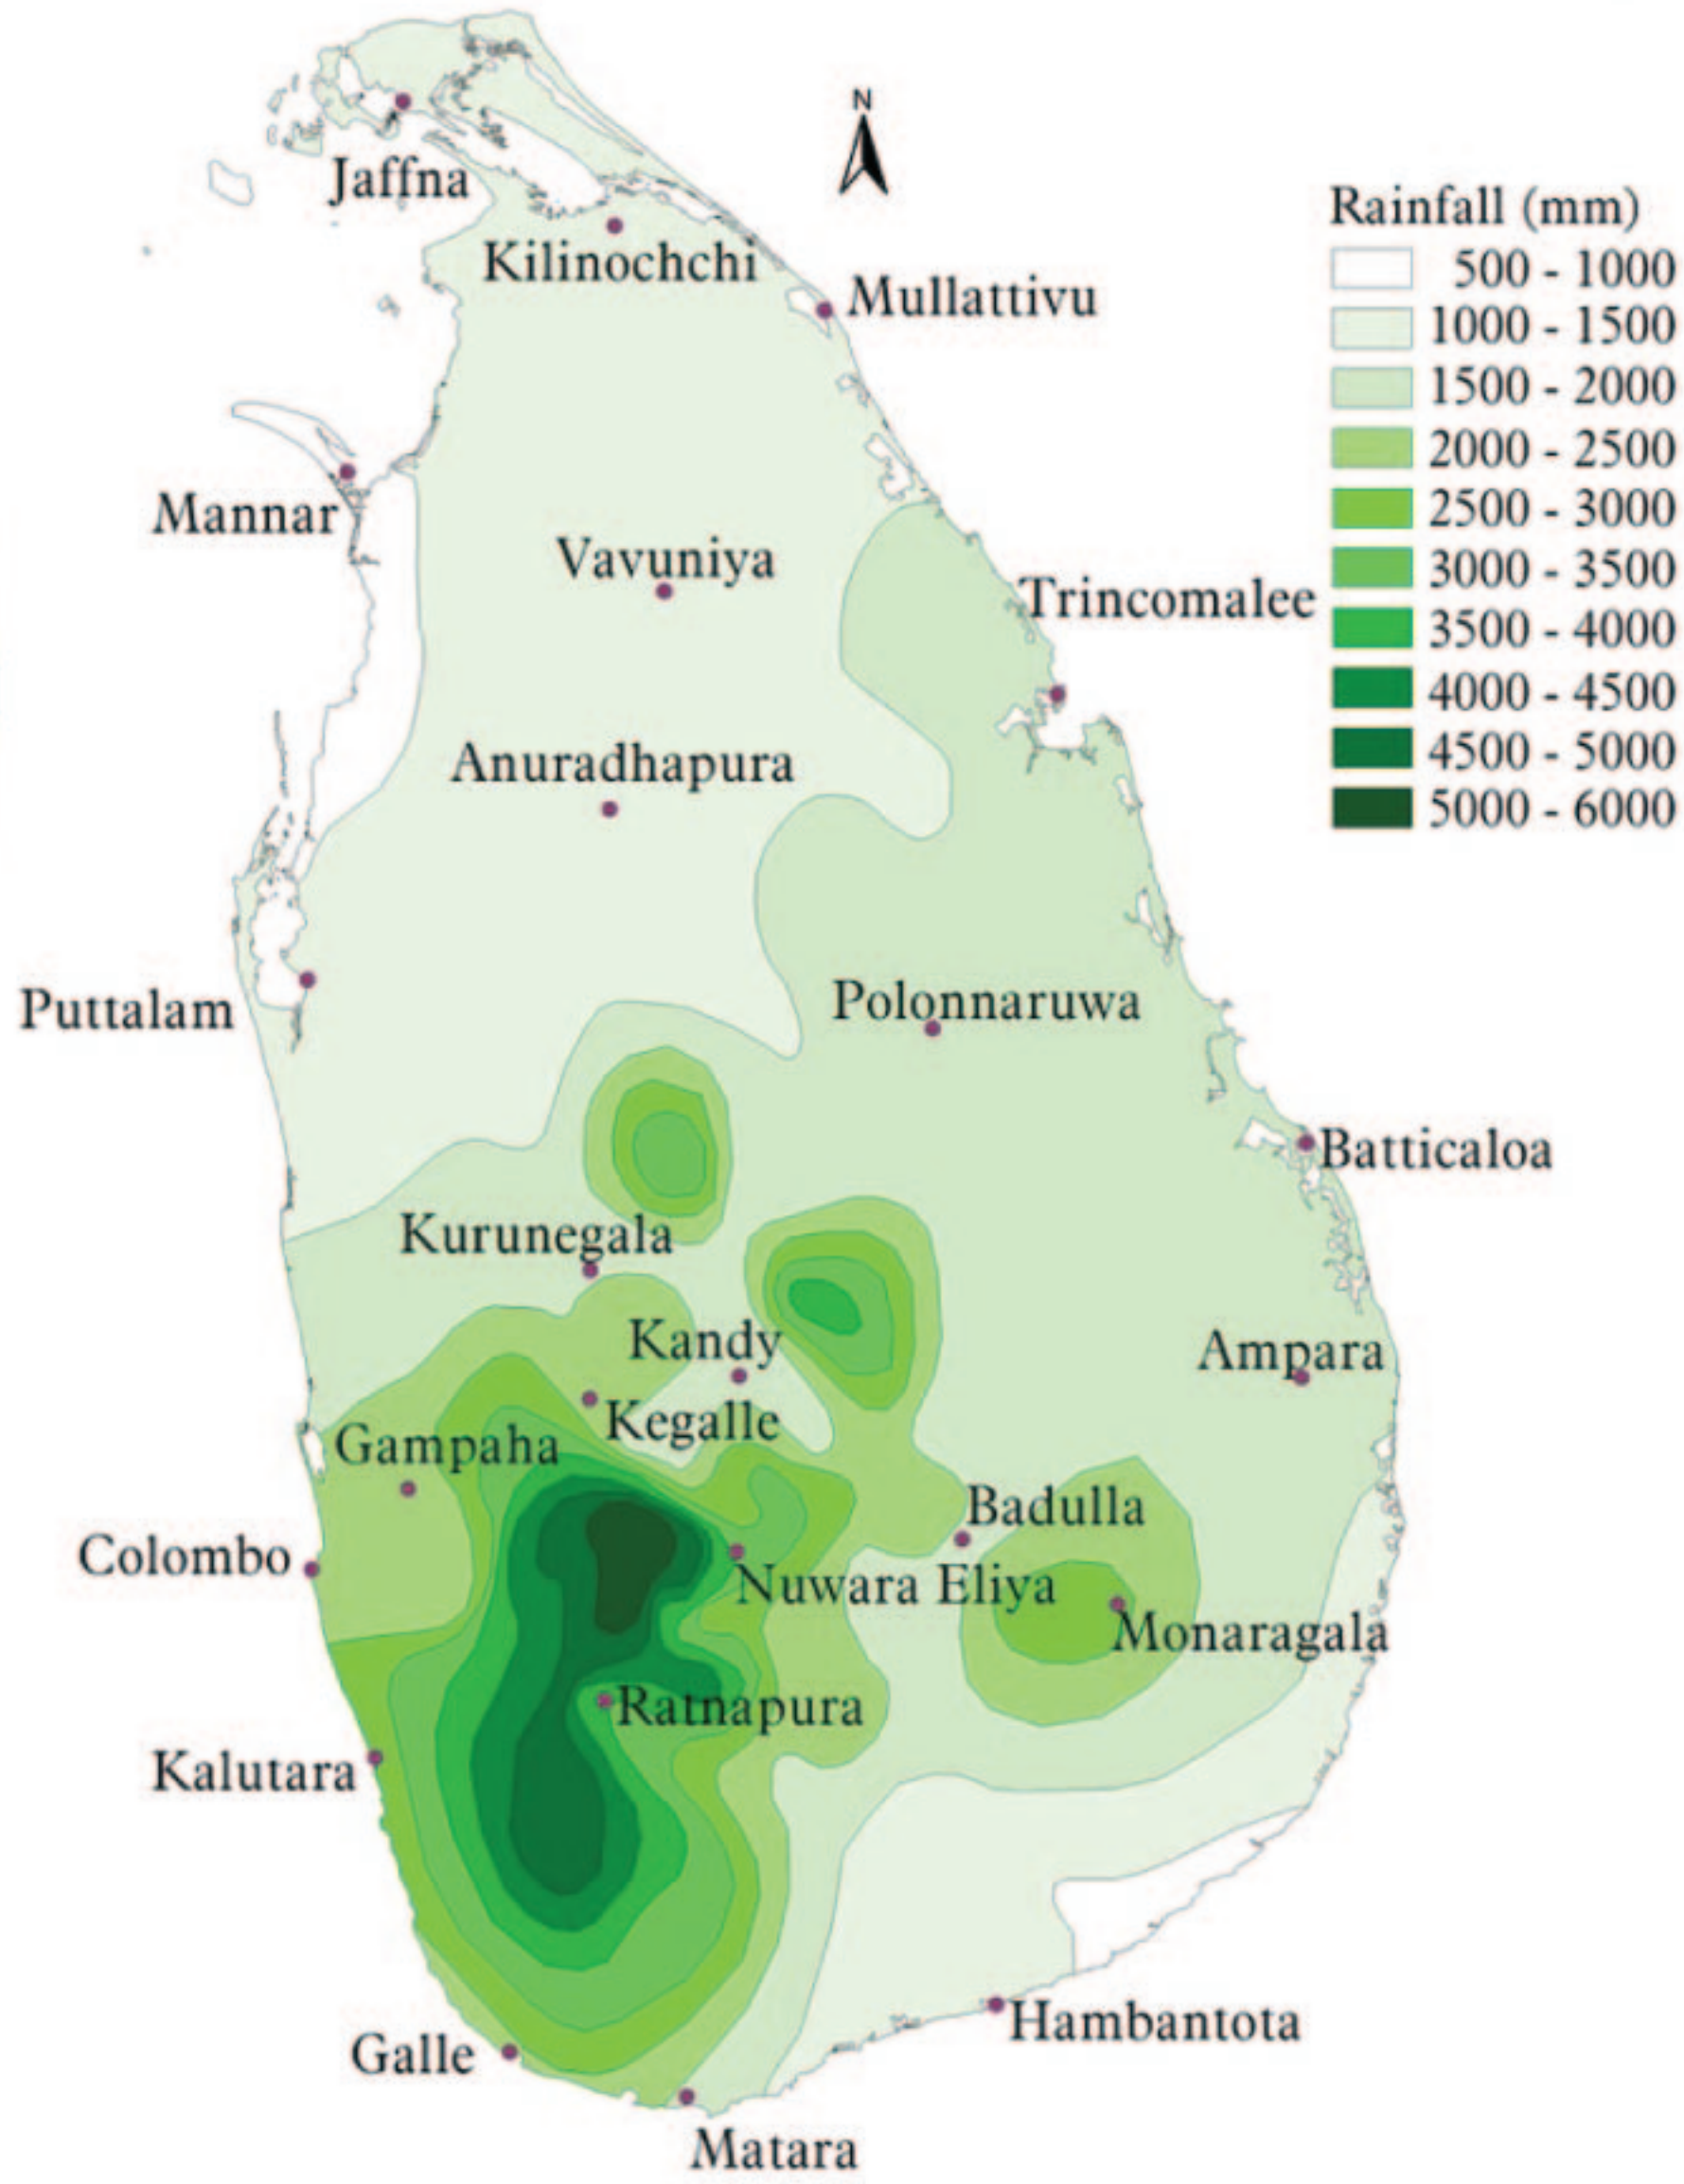 N
Jaffna
Kilinochchi
Mullattivu
Rainfall (mm)
500 - 1000
1000 - 1500
1500 - 2000
2000 - 2500
2500 - 3000
3000 - 3500
3500 - 4000
4000 - 4500
4500 - 5000
5000 - 6000
Mannar
Vavuniya
Trincomalee
Anuradhapura
Puttalam
Polonnaruwa
Batticaloa
Kurunegala
Kandy
Ampara
Kegalle
Gampaha
Badulla
Colombo
Nuwara Eliya
Monaragala
Ratnapura
Kalutara
Hambantota
Galle
Matara